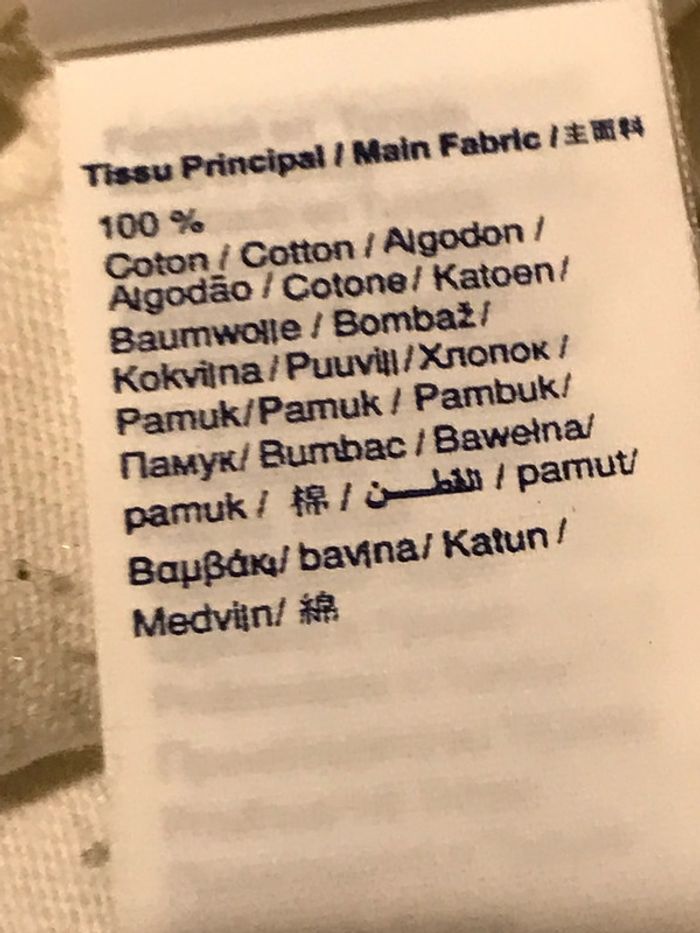 Tissu Principal / Main Fabric / 主面料
100 %
Coton / Cotton / Algodon /
Algodão / Cotone / Katoen /
Baumwolle / Bombaž /
Kokvilna / Puuvill / Хлопок /
Pamuk / Pamuk / Pambuk /
Памук / Bumbac / Bawełna /
pamuk / 棉 / القطــــن / pamut /
Βαμβάκι / bavlna / Katun /
Medviln / 綿